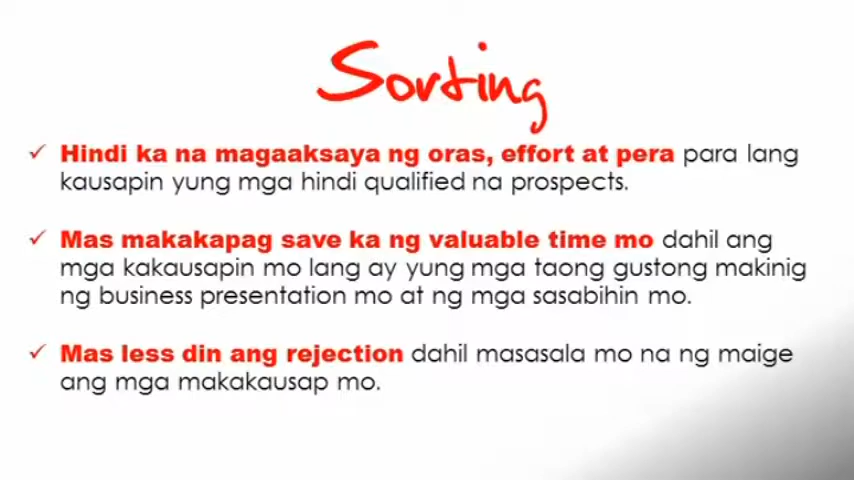 Sorting
✓ Hindi ka na magaaksaya ng oras, effort at pera para lang
kausapin yung mga hindi qualified na prospects.
✓ Mas makakapag save ka ng valuable time mo dahil ang
mga kakausapin mo lang ay yung mga taong gustong makinig
ng business presentation mo at ng mga sasabihin mo.
✓ Mas less din ang rejection dahil masasala mo na ng maige
ang mga makakausap mo.